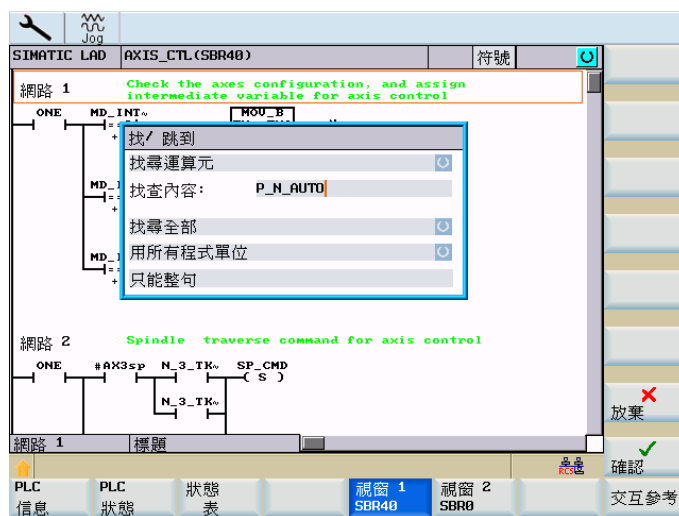 Jog
SIMATIC LAD AXIS_CTL(SBR40) 符號
網路 1 Check the axes configuration, and assign
intermediate variable for axis control
ONE MD_INT~ MOV_B
找/ 跳到
找尋運算元
MD_I 找查內容: P_N_AUTO
找尋全部
MD_I 用所有程式單位
只能整句
網路 2 Spindle traverse command for axis control
ONE #AX3sp N_3_TK~ SP_CMD
( S )
N_3_TK~
放棄
網路 1 標題
RCS 確認
PLC 信息
PLC 狀態
狀態 表
視窗 1 SBR40
視窗 2 SBR0
交互參考